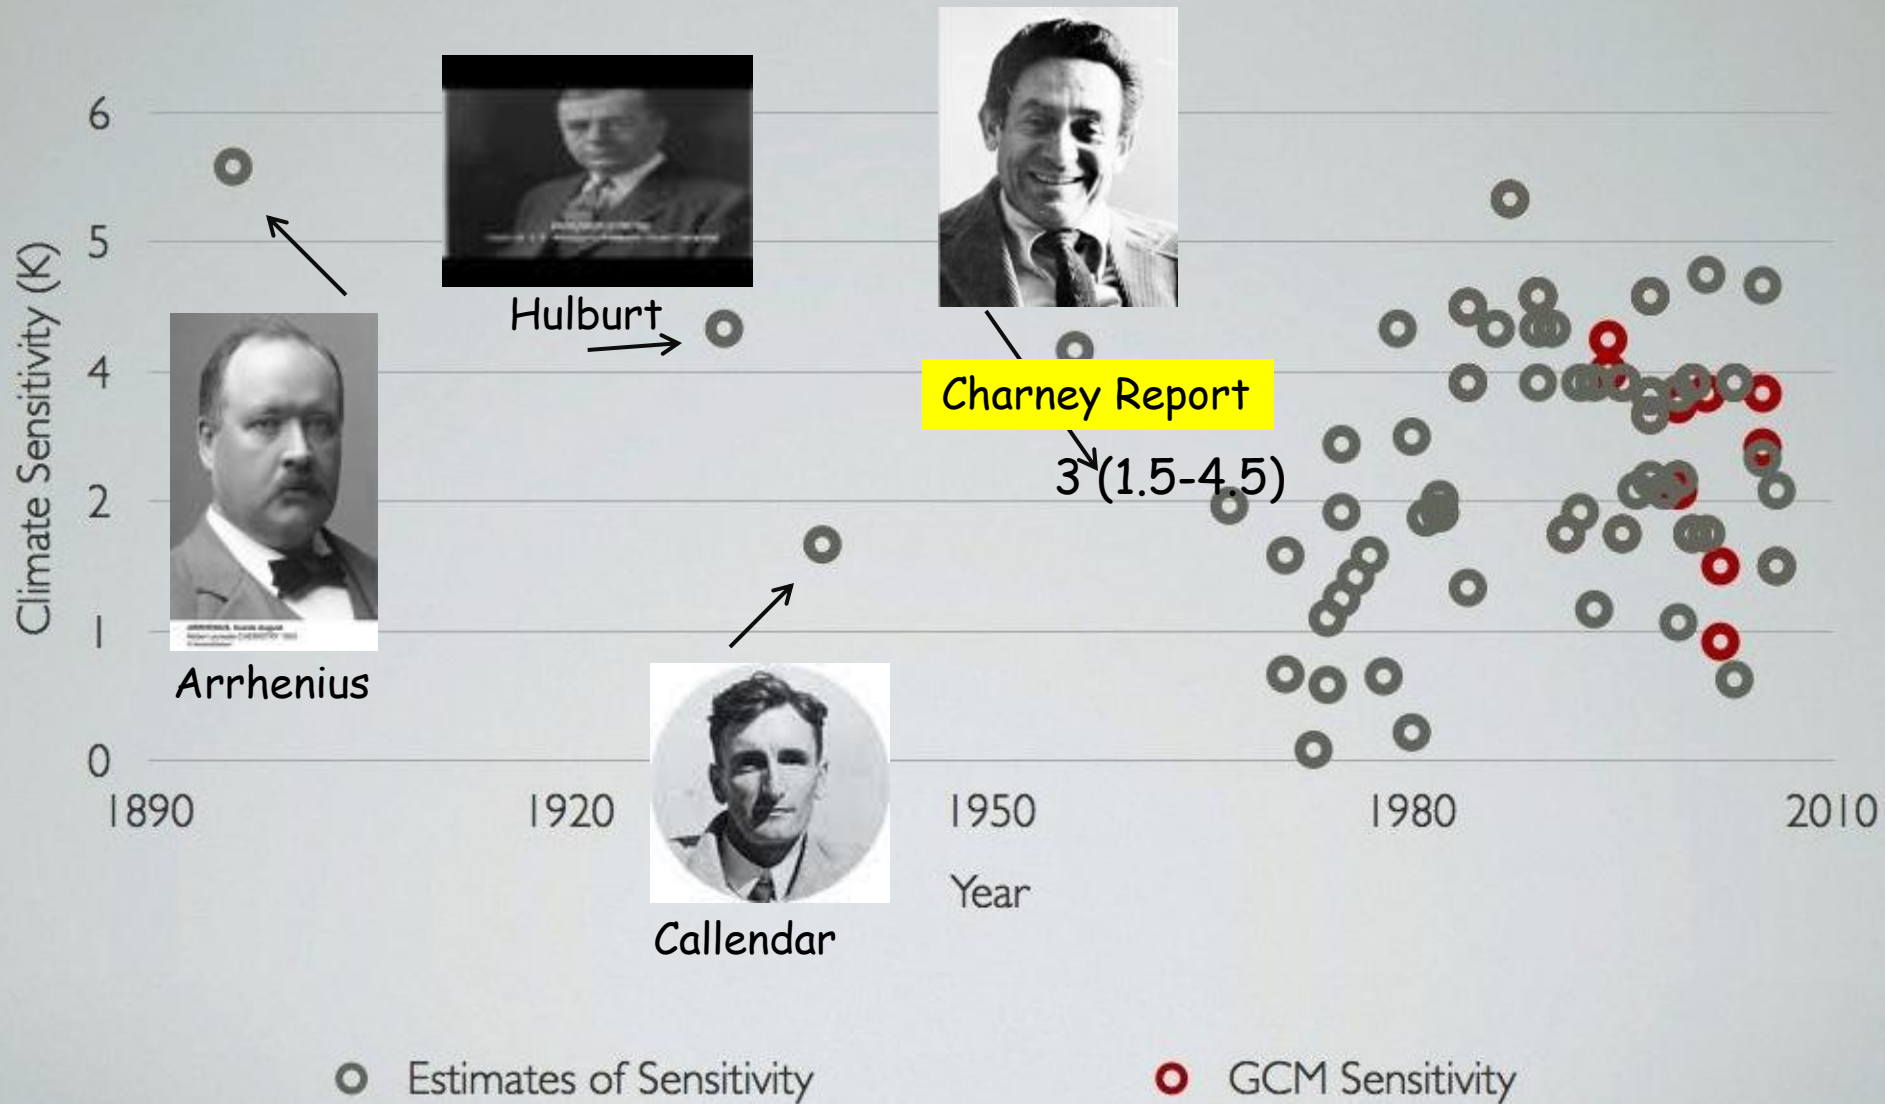 6
5
4
2
1
0
Climate Sensitivity (K)
Hulburt
Charney Report
3 (1.5-4.5)
Arrhenius
Callendar
1890
1920
1950
1980
2010
Year
Estimates of Sensitivity
GCM Sensitivity